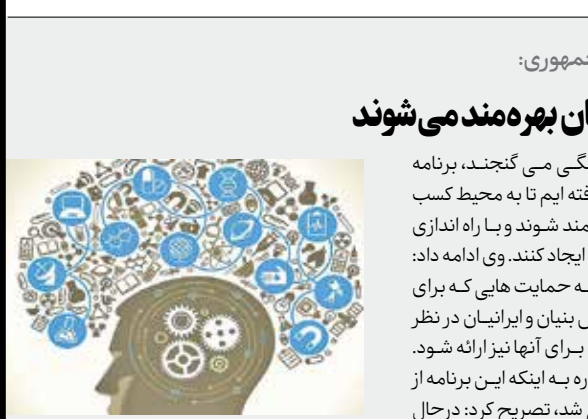 جمهوری:
ان بهره‌مند می‌شوند
نگی می گنجند، برنامه
فته ایم تا به محیط کسب
مند شوند و با راه اندازی
ایجاد کنند. وی ادامه داد:
ه حمایت هایی که برای
بنیان و ایرانیان در نظر
برای آنها نیز ارائه شود.
ره به اینکه این برنامه از
شد، تصریح کرد: درحال